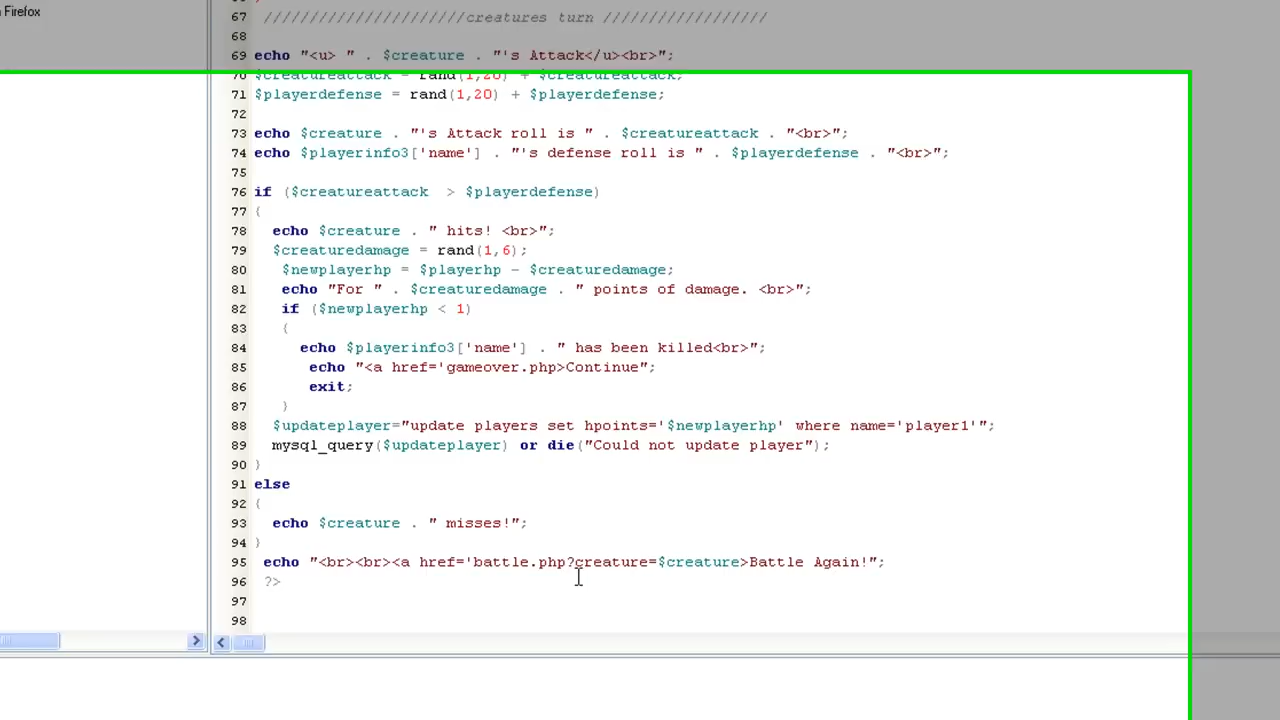 Firefox
67 //////////////////////creatures turn //////////////////
68
69 echo "<u> " . $creature . "'s Attack</u><br>";
70 $creatureattack = rand(1,20) + $creatureattack;
71 $playerdefense = rand(1,20) + $playerdefense;
72
73 echo $creature . "'s Attack roll is " . $creatureattack . "<br>";
74 echo $playerinfo3['name'] . "'s defense roll is " . $playerdefense . "<br>";
75
76 if ($creatureattack > $playerdefense)
77 {
78 echo $creature . " hits! <br>";
79 $creaturedamage = rand(1,6);
80 $newplayerhp = $playerhp - $creaturedamage;
81 echo "For " . $creaturedamage . " points of damage. <br>";
82 if ($newplayerhp < 1)
83 {
84 echo $playerinfo3['name'] . " has been killed<br>";
85 echo "<a href='gameover.php>Continue";
86 exit;
87 }
88 $updateplayer="update players set hpoints='$newplayerhp' where name='player1'";
89 mysql_query($updateplayer) or die("Could not update player");
90 }
91 else
92 {
93 echo $creature . " misses!";
94 }
95 echo "<br><br><a href='battle.php?creature=$creature>Battle Again!";
96 ?>
97
98